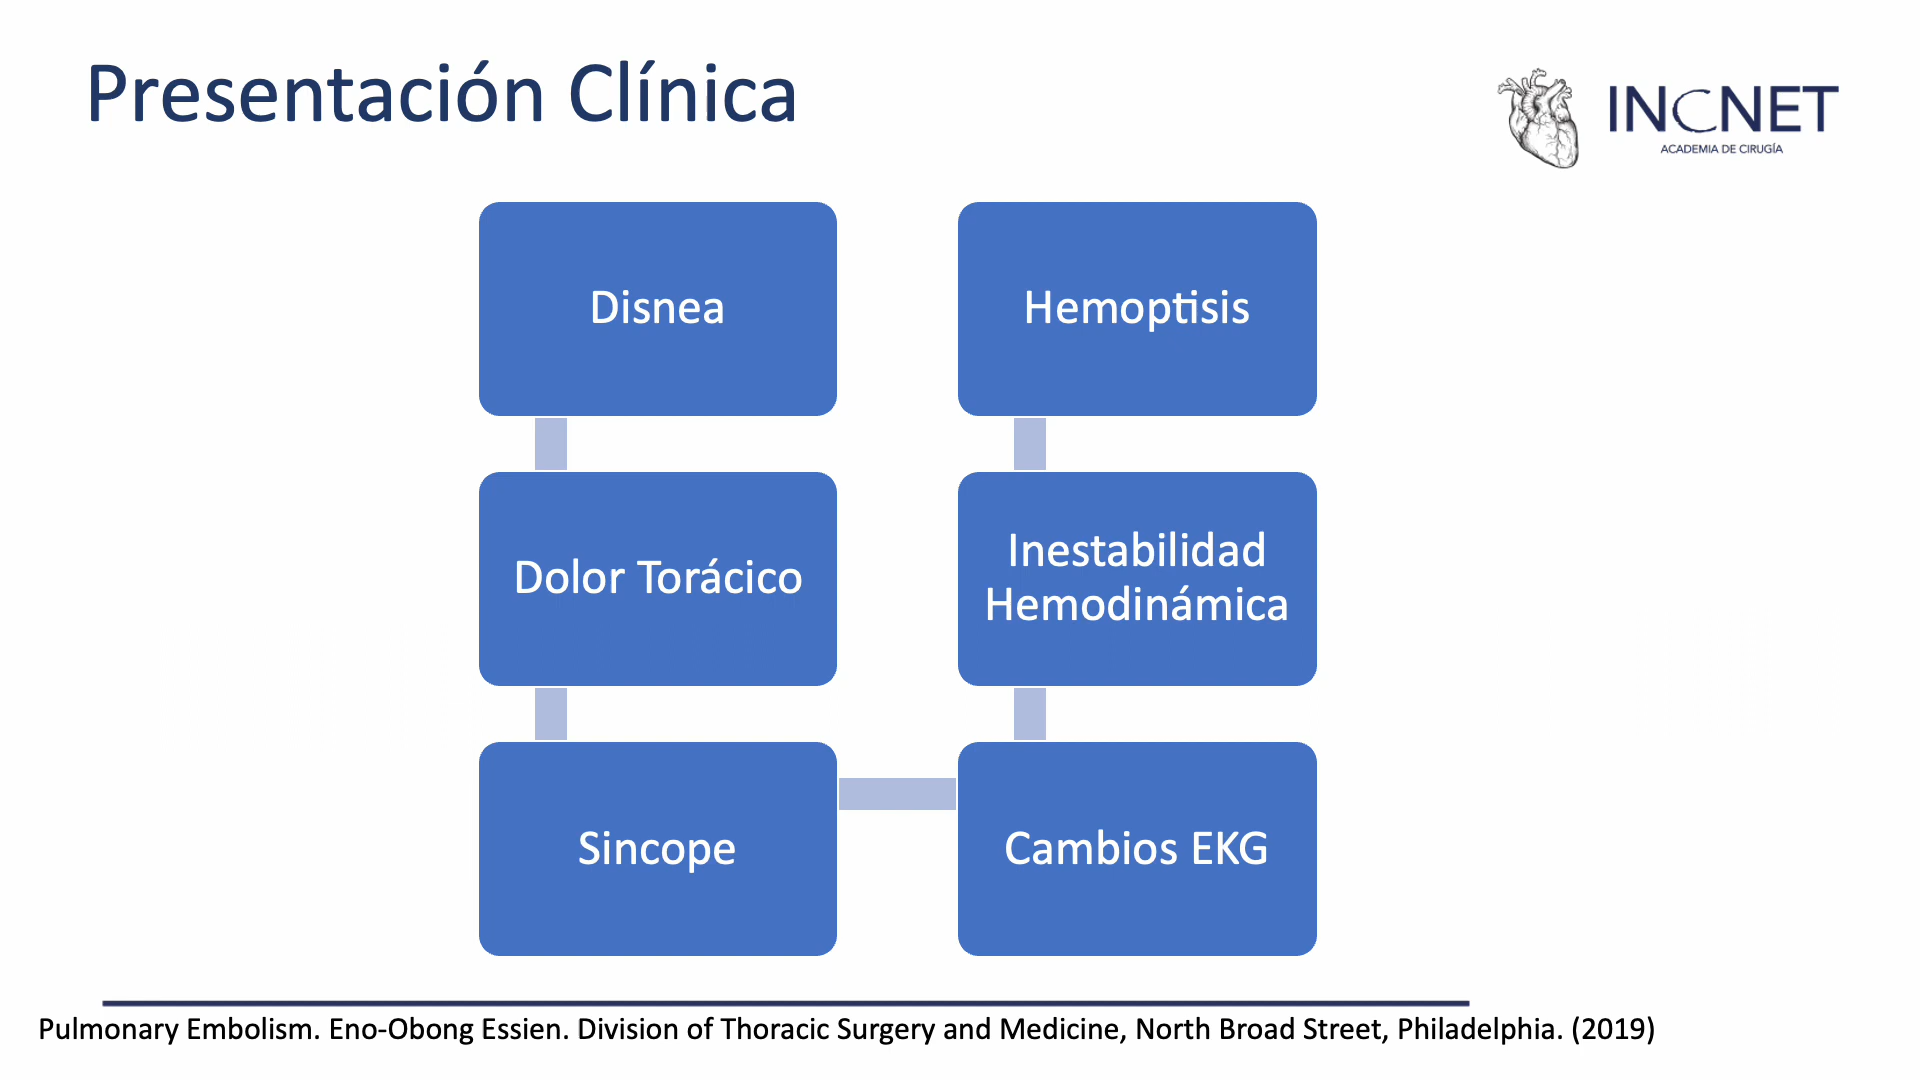 Presentación Clínica
INCNET
ACADEMIA DE CIRUGÍA
Disnea
Dolor Torácico
Sincope
Cambios EKG
Inestabilidad
Hemodinámica
Hemoptisis
Pulmonary Embolism. Eno-Obong Essien. Division of Thoracic Surgery and Medicine, North Broad Street, Philadelphia. (2019)